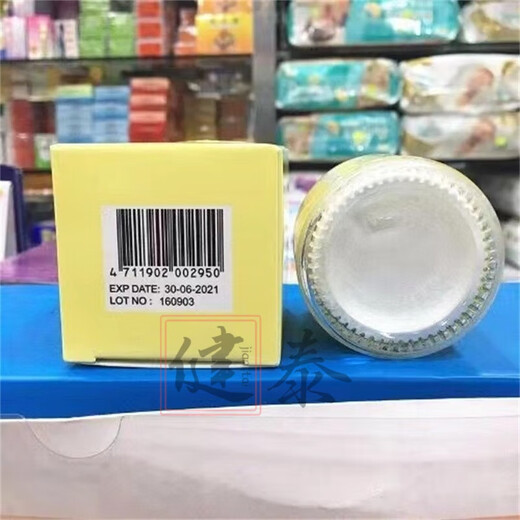 4 711902 002950
EXP DATE: 30-06-2021
LOT NO : 160903
健泰